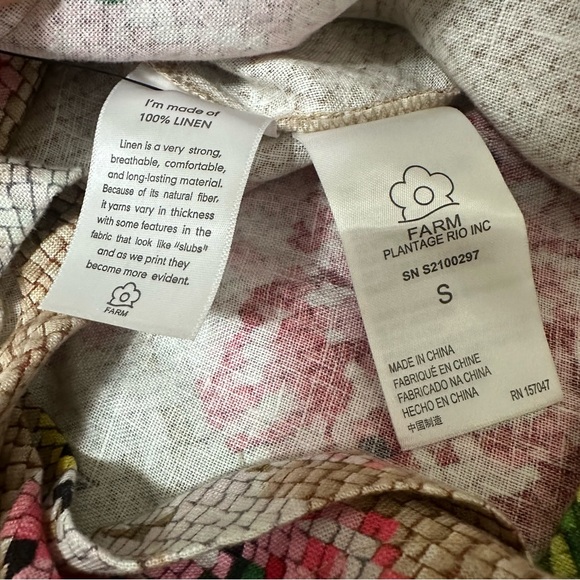 I'm made of
100% LINEN
Linen is a very strong,
breathable, comfortable,
and long-lasting material.
Because of its natural fiber,
it yarns vary in thickness
with some features in the
fabric that look like "slubs"
and as we print they
become more evident.
FARM
FARM
PLANTAGE RIO INC
SN S2100297
S
MADE IN CHINA
FABRIQUÉ EN CHINE
FABRICADO NA CHINA
HECHO EN CHINA
中国制造
RN 157047